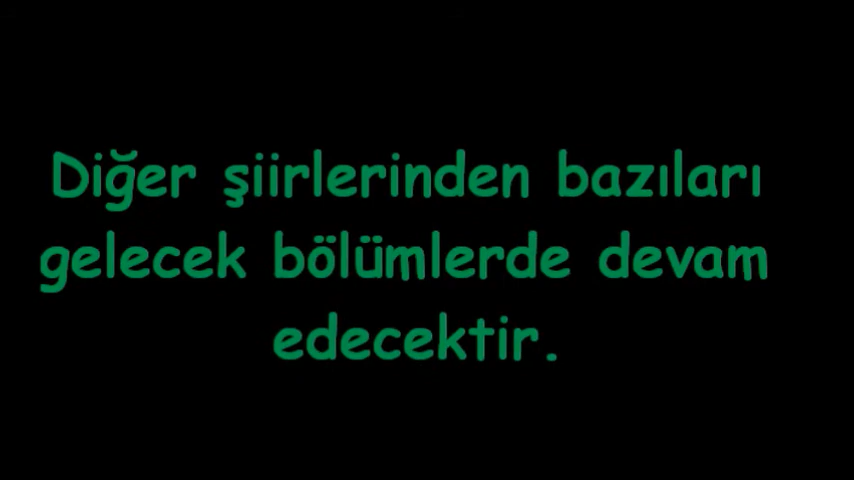 Diğer şiirlerinden bazıları
gelecek bölümlerde devam
edecektir.